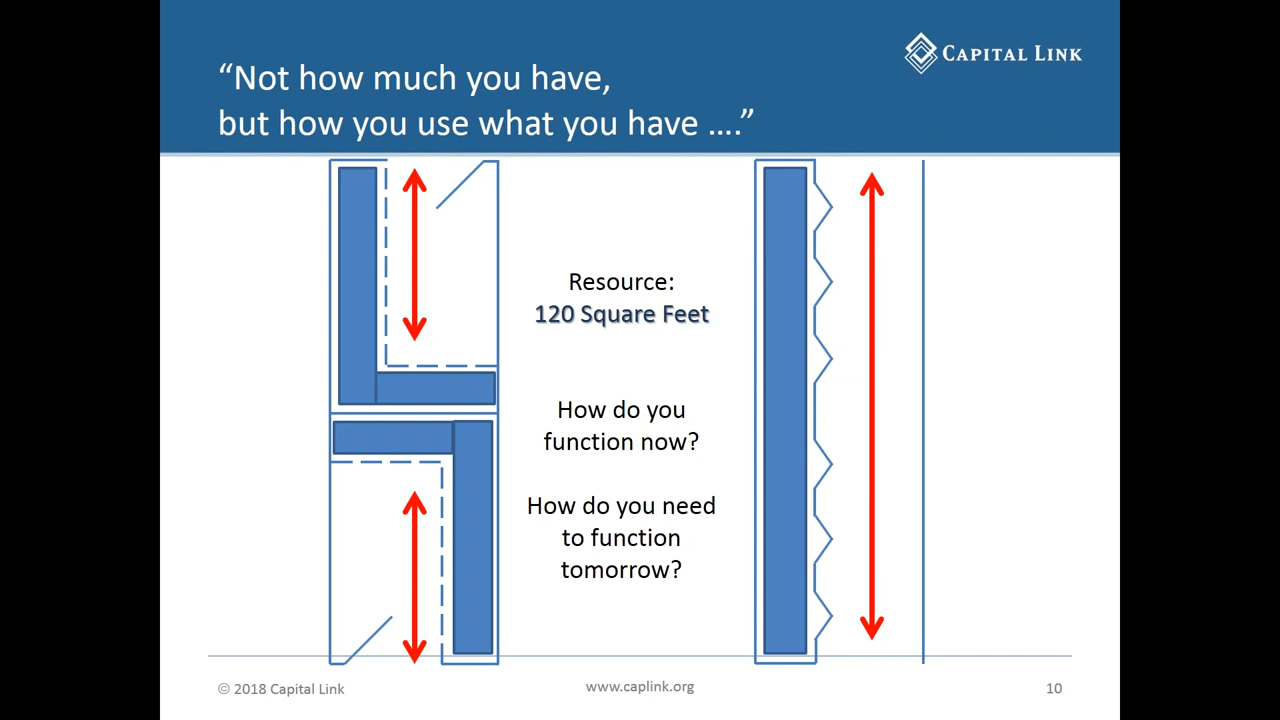 CAPITAL LINK
“Not how much you have,
but how you use what you have ….”
Resource:
120 Square Feet
How do you
function now?
How do you need
to function
tomorrow?
© 2018 Capital Link
www.caplink.org
10